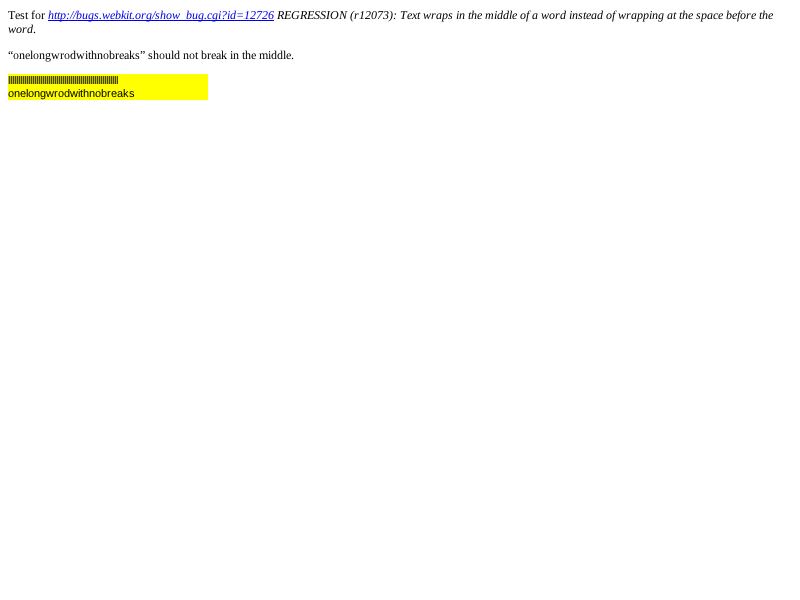 Test for http://bugs.webkit.org/show_bug.cgi?id=12726 REGRESSION (r12073): Text wraps in the middle of a word instead of wrapping at the space before the
word.
“onelongwrodwithnobreaks” should not break in the middle.
onelongwrodwithnobreaks